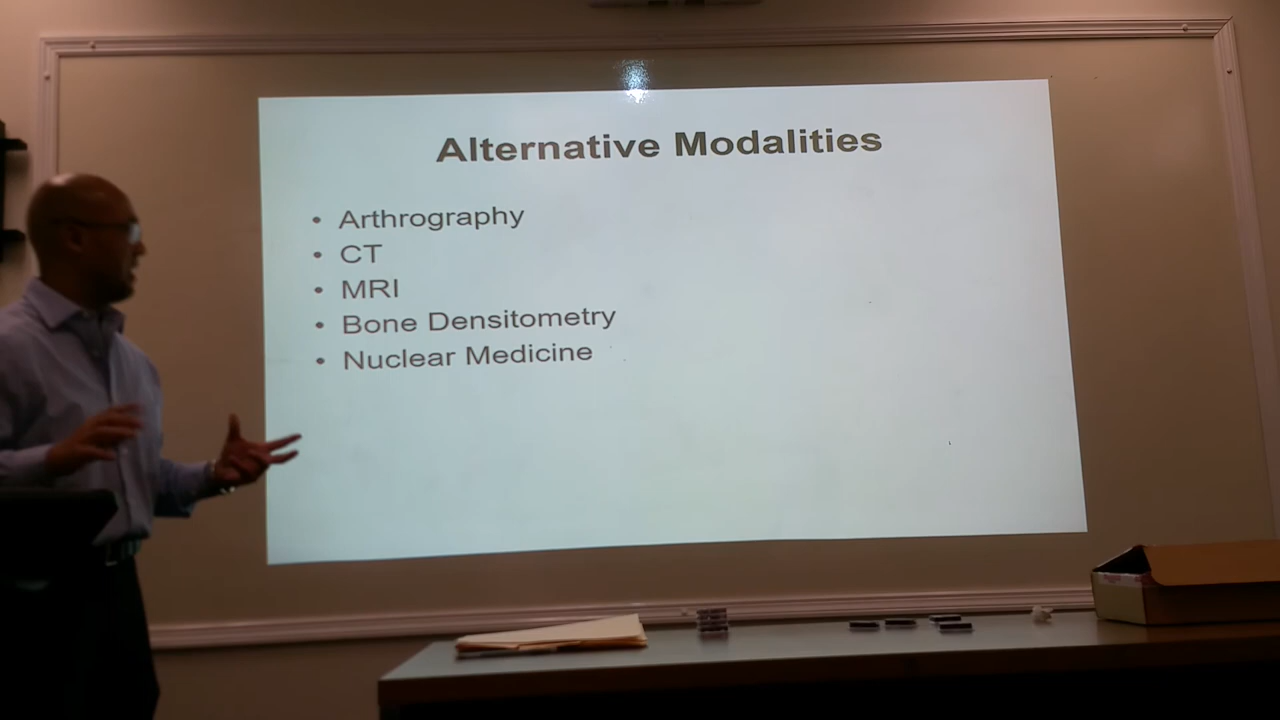 Alternative Modalities
• Arthrography
• CT
• MRI
• Bone Densitometry
• Nuclear Medicine